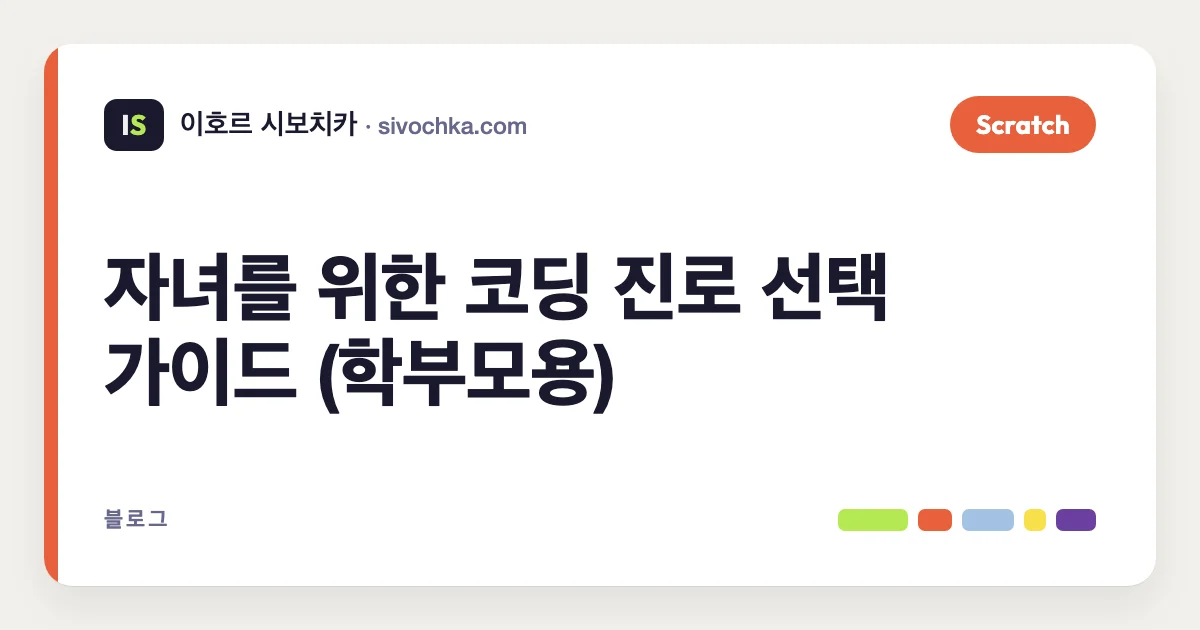 IS 이호르 시보치카 · sivochka.com
Scratch
자녀를 위한 코딩 진로 선택
가이드 (학부모용)
블로그